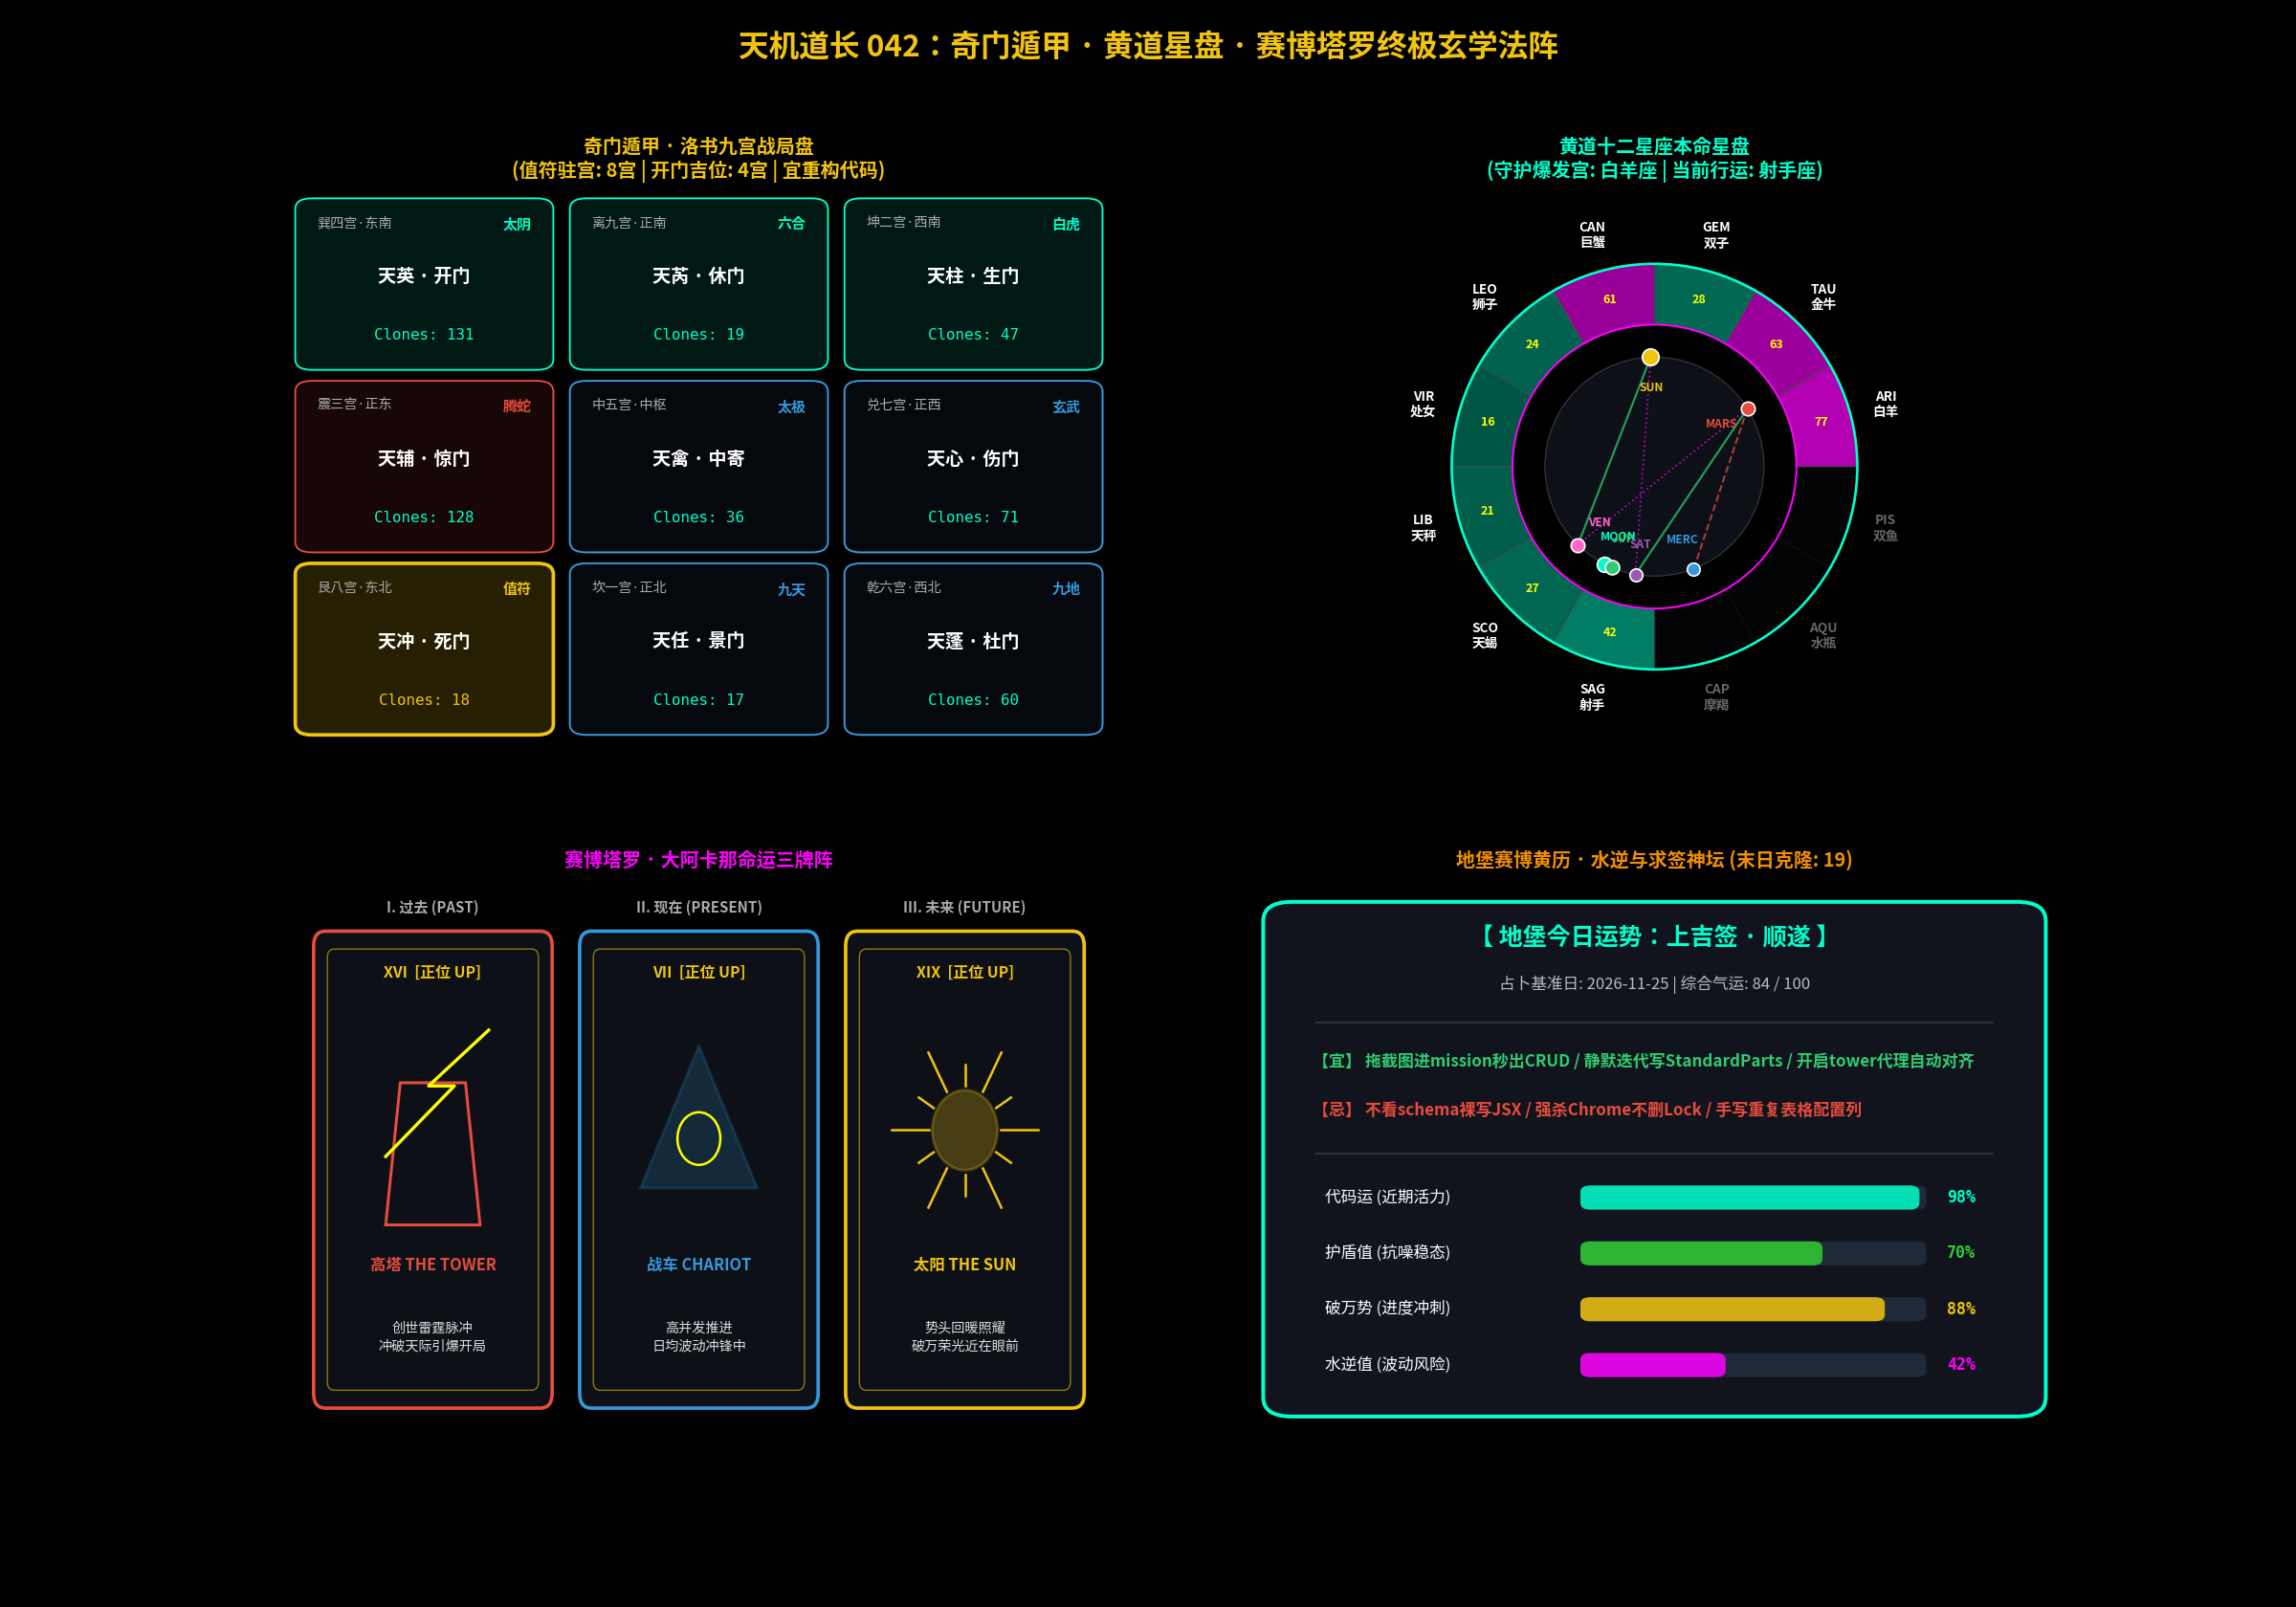 天机道长 042：奇门遁甲 · 黄道星盘 · 赛博塔罗终极玄学法阵
奇门遁甲 · 洛书九宫战局盘
(值符驻宫: 8宫 | 开门吉位: 4宫 | 宜重构代码)
巽四宫·东南
太阴
天英 · 开门
Clones: 131
离九宫·正南
六合
天芮 · 休门
Clones: 19
坤二宫·西南
白虎
天柱 · 生门
Clones: 47
震三宫·正东
腾蛇
天辅 · 惊门
Clones: 128
中五宫·中枢
太极
天禽 · 中寄
Clones: 36
兑七宫·正西
玄武
天心 · 伤门
Clones: 71
艮八宫·东北
值符
天冲 · 死门
Clones: 18
坎一宫·正北
九天
天任 · 景门
Clones: 17
乾六宫·西北
九地
天蓬 · 杜门
Clones: 60
黄道十二星座本命星盘
(守护爆发宫: 白羊座 | 当前行运: 射手座)
CAN
巨蟹
GEM
双子
LEO
狮子
TAU
金牛
VIR
处女
ARI
白羊
LIB
天秤
PIS
双鱼
SCO
天蝎
AQU
水瓶
SAG
射手
CAP
摩羯
61
28
24
63
16
77
21
27
42
SUN
MARS
VEN
MOON
SAT
MERC
赛博塔罗 · 大阿卡那命运三牌阵
I. 过去 (PAST)
XVI [正位 UP]
高塔 THE TOWER
创世雷霆脉冲
冲破天际引爆开局
II. 现在 (PRESENT)
VII [正位 UP]
战车 CHARIOT
高并发推进
日均波动冲锋中
III. 未来 (FUTURE)
XIX [正位 UP]
太阳 THE SUN
势头回暖照耀
破万荣光近在眼前
地堡赛博黄历 · 水逆与求签神坛 (末日克隆: 19)
【 地堡今日运势：上吉签 · 顺遂 】
占卜基准日: 2026-11-25 | 综合气运: 84 / 100
【宜】 拖截图进mission秒出CRUD / 静默迭代写StandardParts / 开启tower代理自动对齐
【忌】 不看schema裸写JSX / 强杀Chrome不删Lock / 手写重复表格配置列
代码运 (近期活力)
98%
护盾值 (抗噪稳态)
70%
破万势 (进度冲刺)
88%
水逆值 (波动风险)
42%